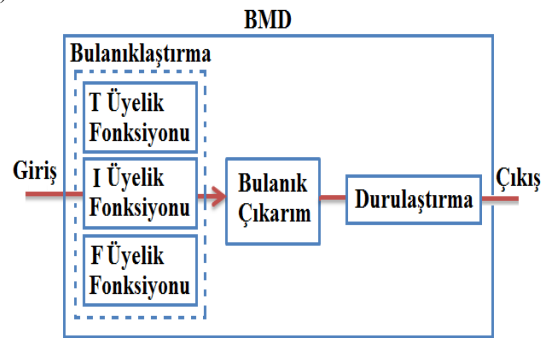 BMD
Bulanıklaştırma
T Üyelik
Fonksiyonu
Giriş
I Üyelik
Fonksiyonu
F Üyelik
Fonksiyonu
Bulanık
Çıkarım
Durulaştırma
Çıkış